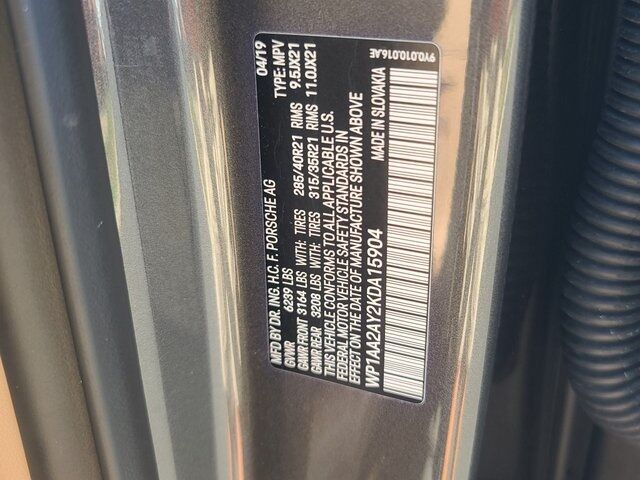 MFD BY DR. ING. H.C. F. PORSCHE AG 04/19
GVWR 6239 LBS TYPE: MPV
GAWR FRONT 3164 LBS WITH: TIRES 285/40R21 RIMS 9.5JX21
GAWR REAR 3208 LBS WITH: TIRES 315/35R21 RIMS 11.0JX21
THIS VEHICLE CONFORMS TO ALL APPLICABLE U.S.
FEDERAL MOTOR VEHICLE SAFETY STANDARDS IN
EFFECT ON THE DATE OF MANUFACTURE SHOWN ABOVE
WP1AA2AY2KDA15904 MADE IN SLOVAKIA
9Y0.010.016.AE